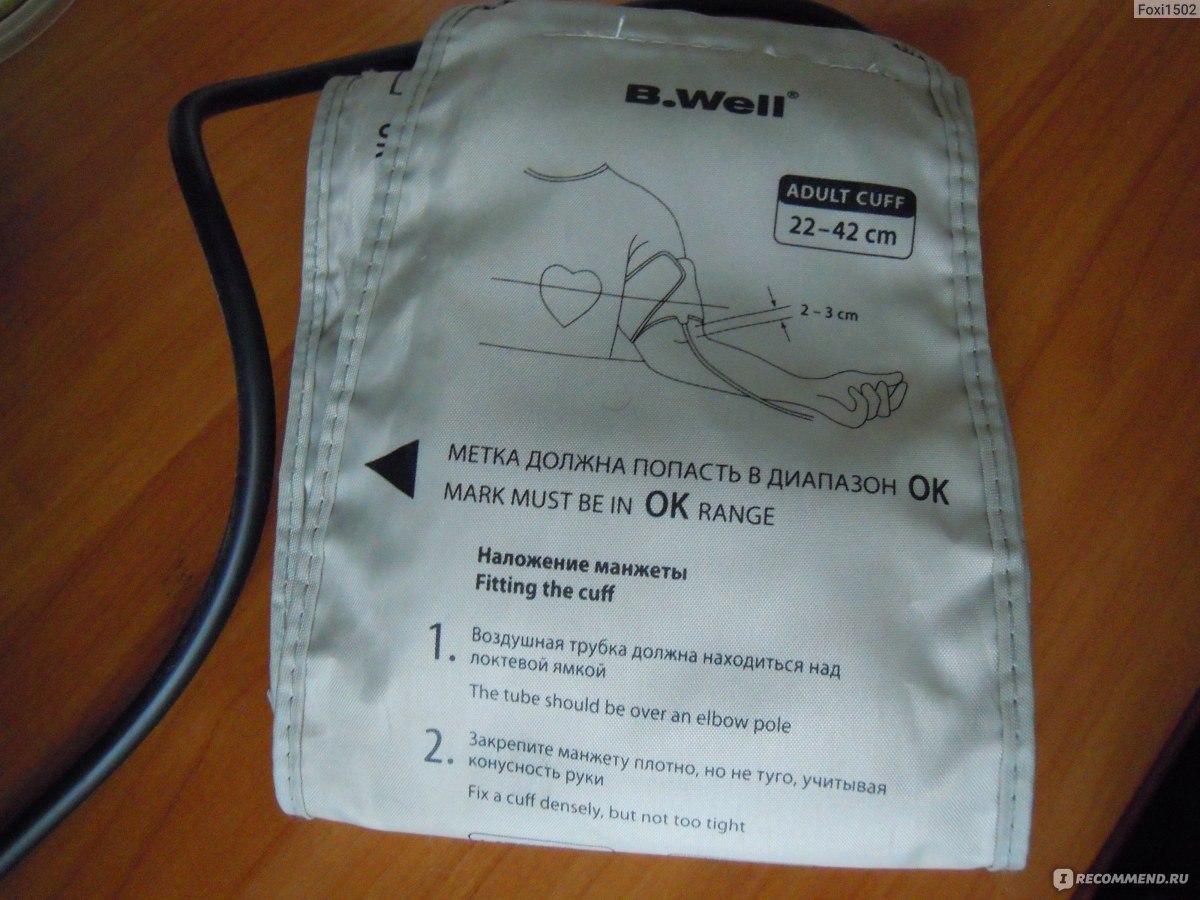 Foxi1502
B.Well®
ADULT CUFF
22-42 cm
2 - 3 cm
МЕТКА ДОЛЖНА ПОПАСТЬ В ДИАПАЗОН OK
MARK MUST BE IN OK RANGE
Наложение манжеты
Fitting the cuff
1. Воздушная трубка должна находиться над
локтевой ямкой
The tube should be over an elbow pole
2. Закрепите манжету плотно, но не туго, учитывая
конусность руки
Fix a cuff densely, but not too tight
IRECOMMEND.RU